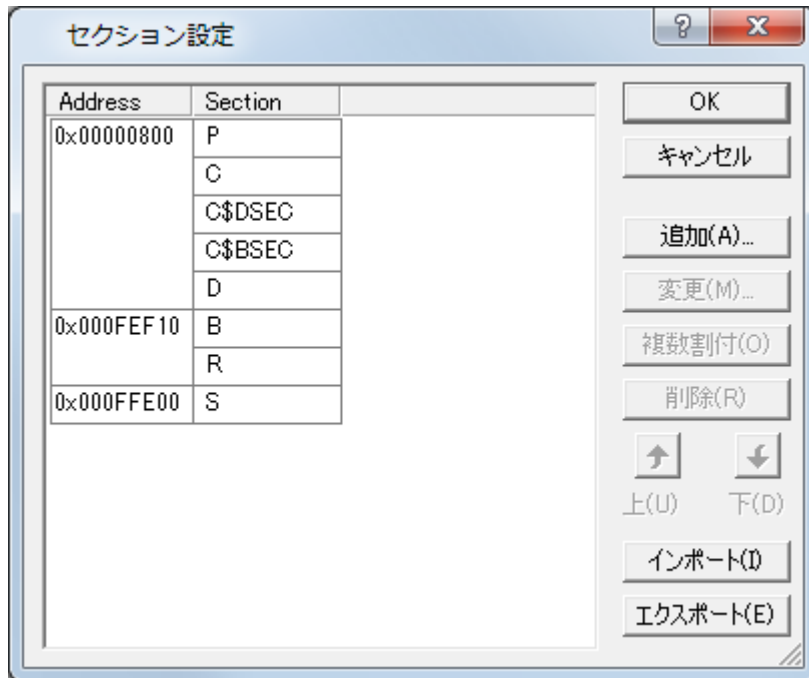 セクション設定
Address Section
0x00000800 P
C
C$DSEC
C$BSEC
D
0x000FEF10 B
R
0x000FFE00 S
OK
キャンセル
追加(A)...
変更(M)...
複数割付(O)
削除(R)
上(U) 下(D)
インポート(I)
エクスポート(E)